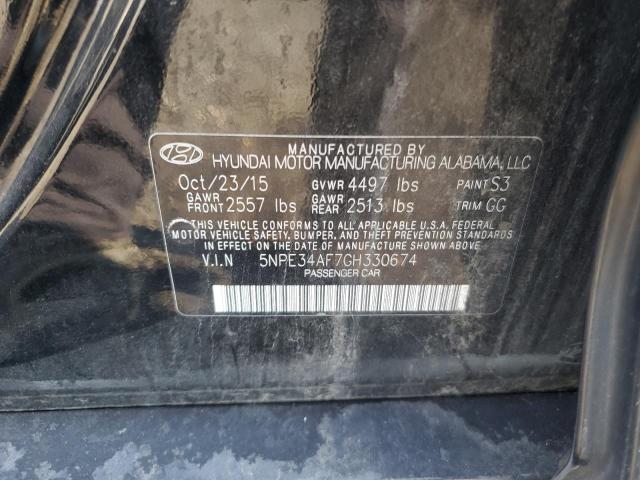 MANUFACTURED BY
HYUNDAI MOTOR MANUFACTURING ALABAMA, LLC
Oct/23/15 GVWR 4497 lbs PAINT S3
GAWR FRONT 2557 lbs GAWR REAR 2513 lbs TRIM GG
THIS VEHICLE CONFORMS TO ALL APPLICABLE U.S.A. FEDERAL
MOTOR VEHICLE SAFETY, BUMPER, AND THEFT PREVENTION STANDARDS
IN EFFECT ON THE DATE OF MANUFACTURE SHOWN ABOVE.
V.I.N 5NPE34AF7GH330674
PASSENGER CAR